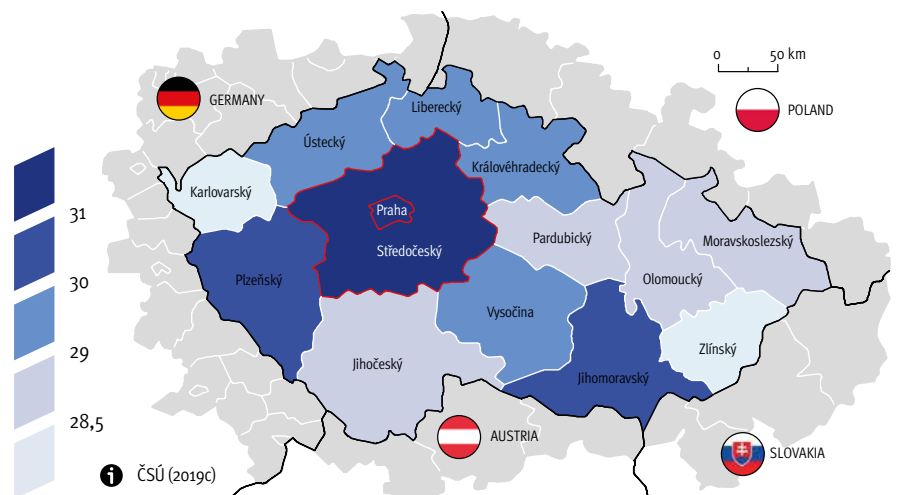 0 50 km
GERMANY
POLAND
Liberecký
Ústecký
Královéhradecký
Karlovarský
Praha
Pardubický
Moravskoslezský
Středočeský
Plzeňský
Olomoucký
Vysočina
Zlínský
Jihočeský
Jihomoravský
31
30
29
28,5
AUSTRIA
SLOVAKIA
i ČSÚ (2019c)